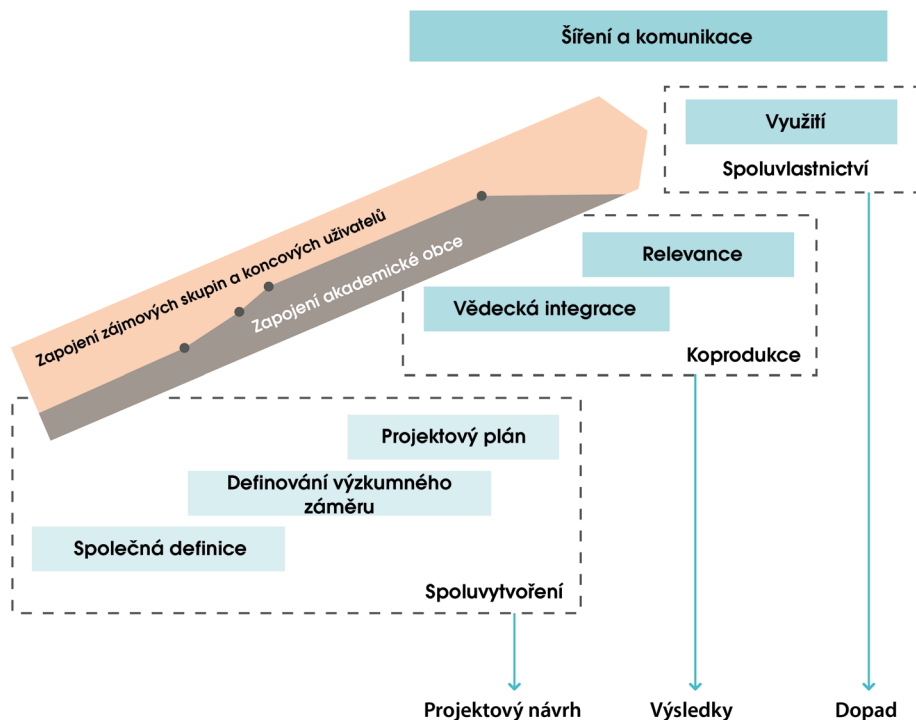 Šíření a komunikace
Využití
Spoluvlastnictví
Zapojení zájmových skupin a koncových uživatelů
Zapojení akademické obce
Relevance
Vědecká integrace
Koprodukce
Projektový plán
Definování výzkumného
záměru
Společná definice
Spoluvytvoření
Projektový návrh
Výsledky
Dopad